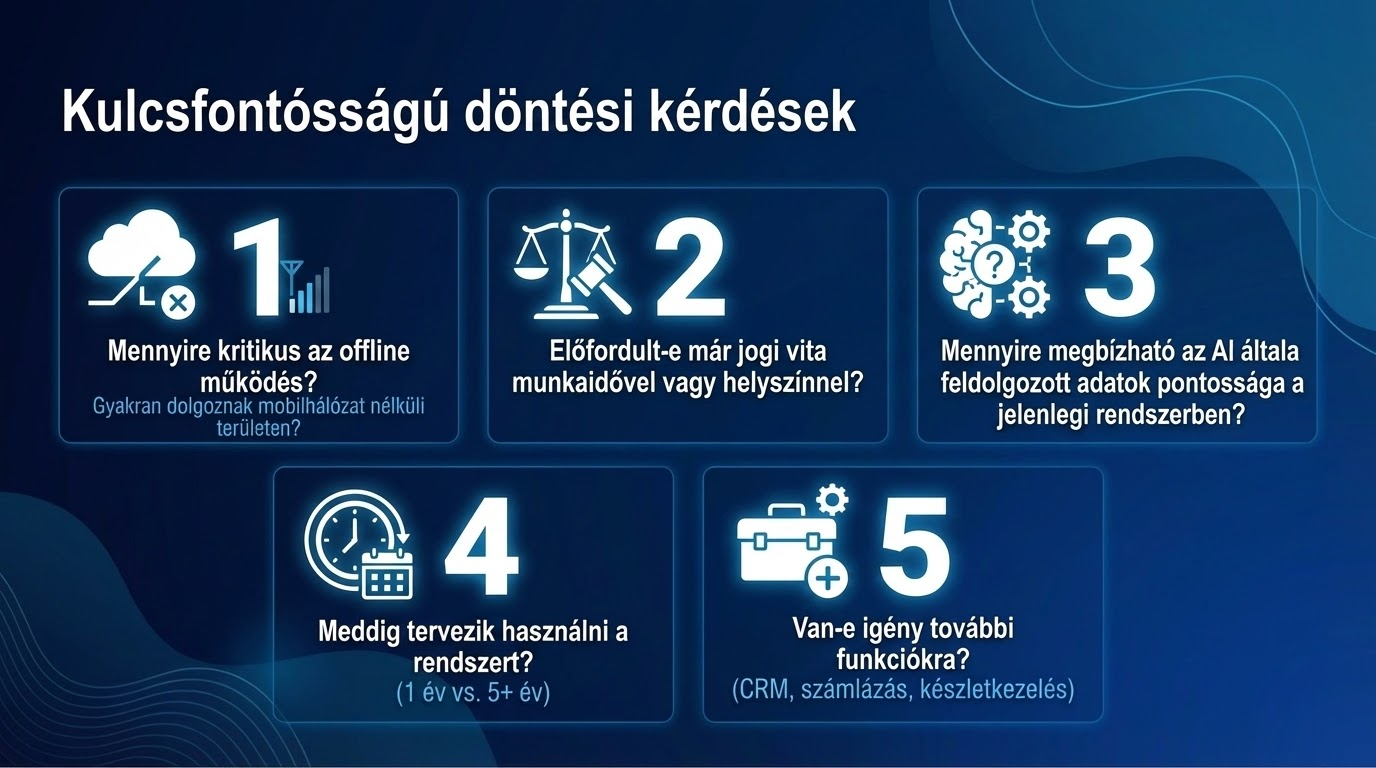 Kulcsfontósságú döntési kérdések
1
Mennyire kritikus az offline
működés?
Gyakran dolgoznak mobilhálózat nélküli
területen?
2
Előfordult-e már jogi vita
munkaidővel vagy helyszínnel?
3
?
Mennyire megbízható az AI általa
feldolgozott adatok pontossága a
jelenlegi rendszerben?
4
Meddig tervezik használni a
rendszert?
(1 év vs. 5+ év)
5
Van-e igény további
funkciókra?
(CRM, számlázás, készletkezelés)